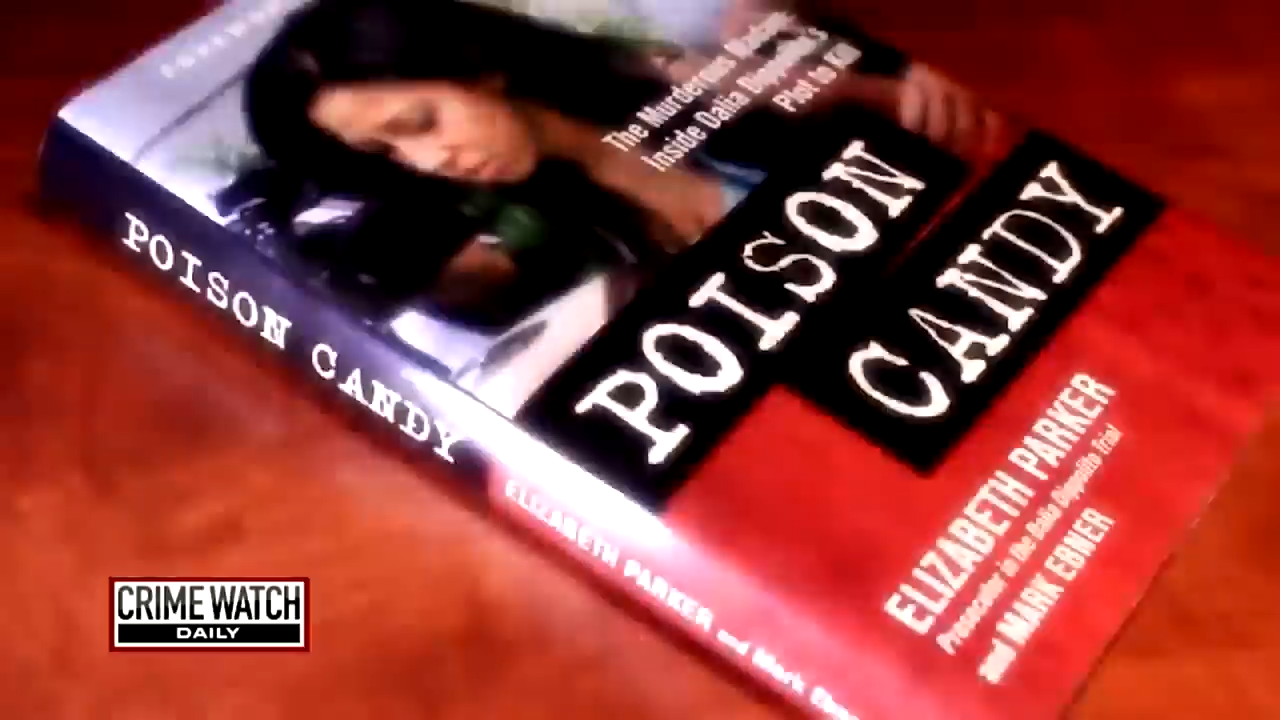 The Murderous
Inside Dalia Dippolito's
Plot to Kill
POISON
CANDY
ELIZABETH PARKER
Prosecutor in the Dalia Dippolito Trial
and MARK EBNER
POISON CANDY
ELIZABETH PARKER and Mark
CRIME WATCH
DAILY